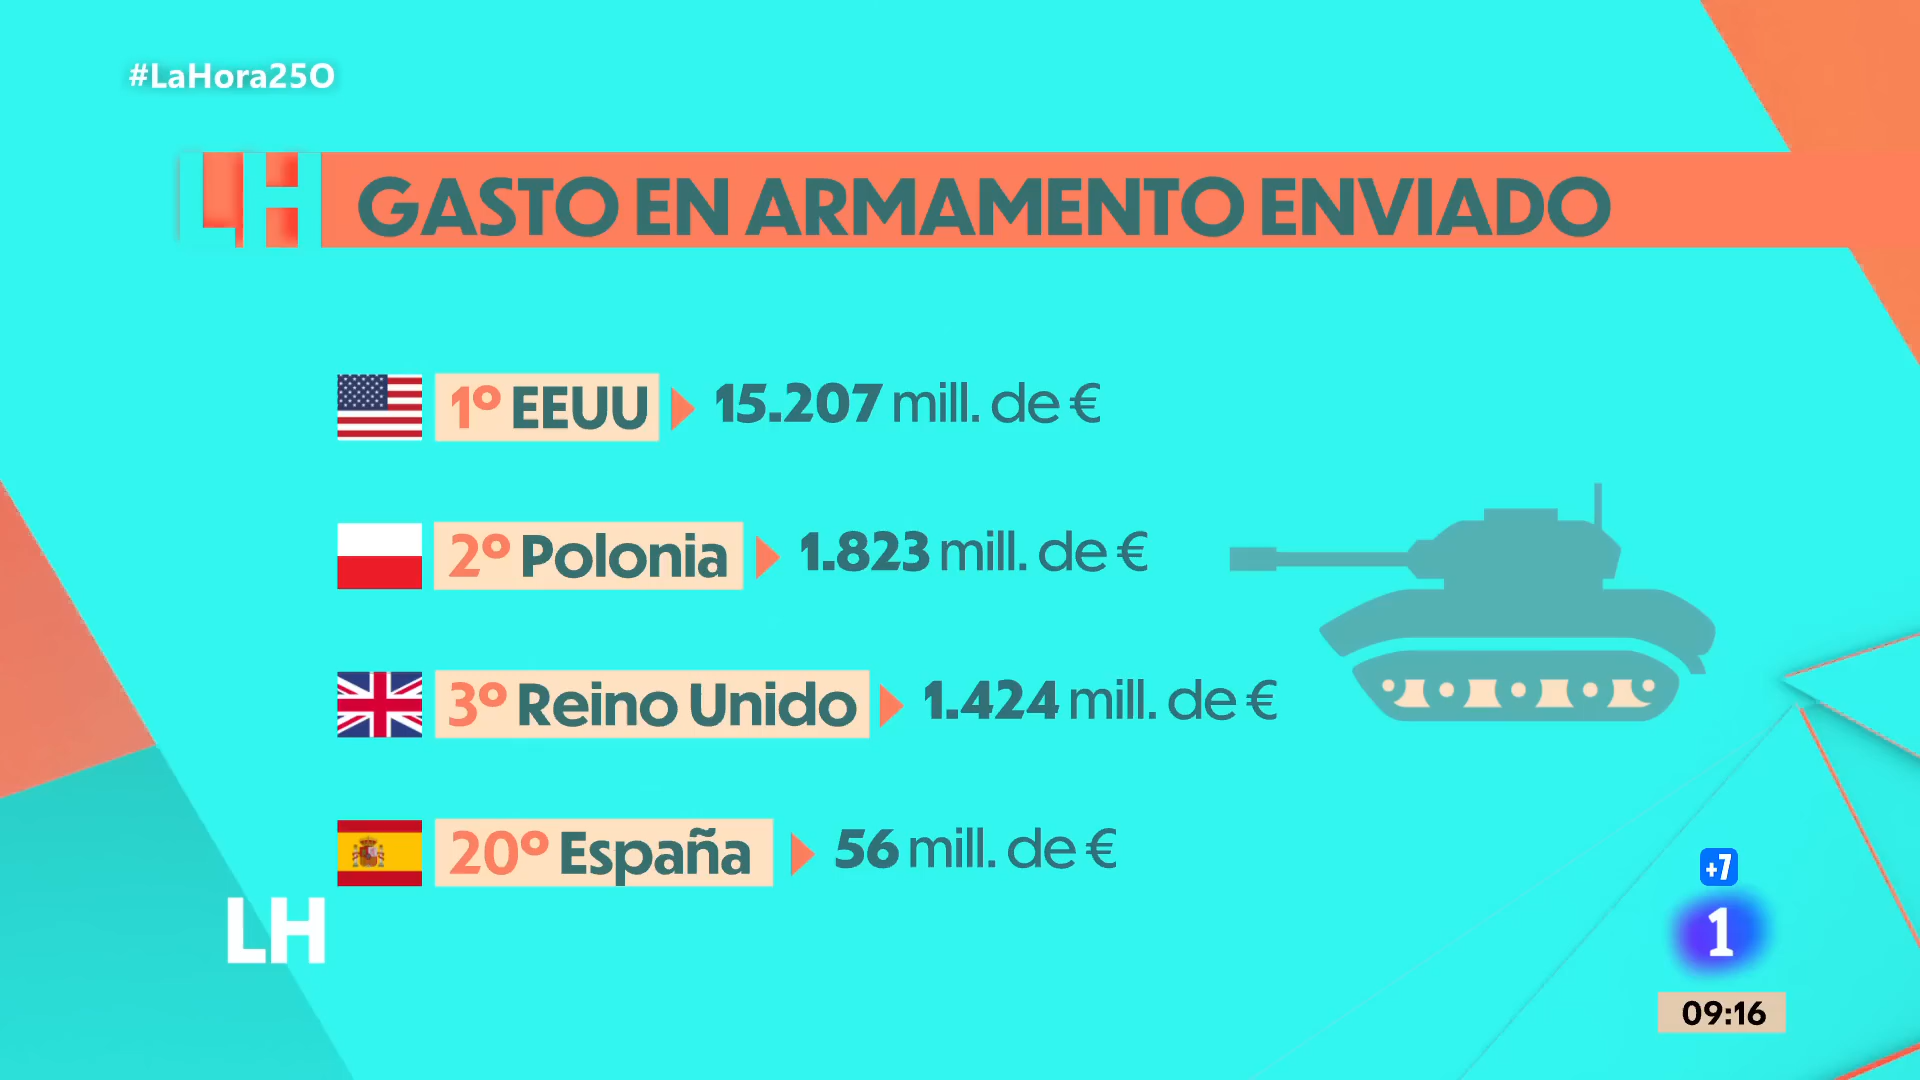 #LaHora25O
LH GASTO EN ARMAMENTO ENVIADO
1º EEUU 15.207 mill. de €
2º Polonia 1.823 mill. de €
3º Reino Unido 1.424 mill. de €
20º España 56 mill. de €
+7
LH
1
09:16